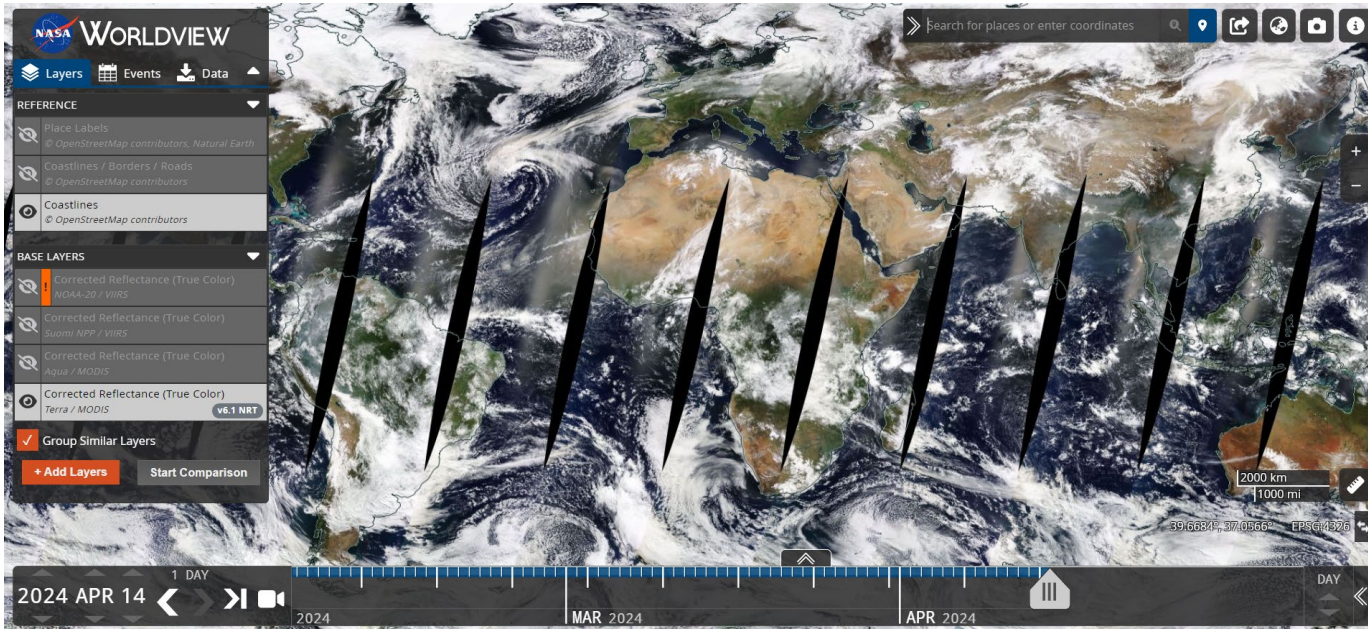 NASA WORLDVIEW
Search for places or enter coordinates
Layers Events Data
REFERENCE
Place Labels
© OpenStreetMap contributors, Natural Earth
Coastlines / Borders / Roads
© OpenStreetMap contributors
Coastlines
© OpenStreetMap contributors
BASE LAYERS
Corrected Reflectance (True Color)
NOAA-20 / VIIRS
Corrected Reflectance (True Color)
Suomi NPP / VIIRS
Corrected Reflectance (True Color)
Aqua / MODIS
Corrected Reflectance (True Color)
Terra / MODIS v6.1 NRT
Group Similar Layers
+ Add Layers Start Comparison
2000 km
1000 mi
39.6684°, 37.0566° EPSG:4326
1 DAY
2024 APR 14
2024 MAR 2024 APR 2024
DAY